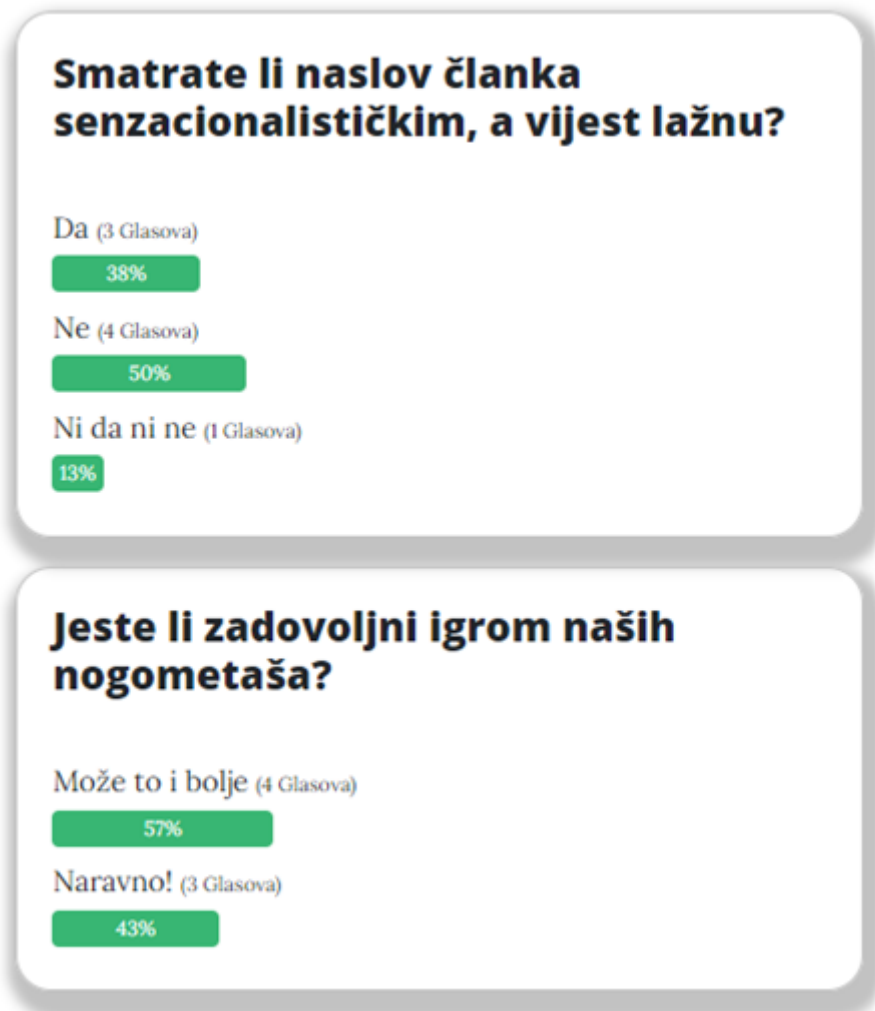 Smatrate li naslov članka
senzacionalističkim, a vijest lažnu?
Da (3 Glasova)
38%
Ne (4 Glasova)
50%
Ni da ni ne (1 Glasova)
13%
Jeste li zadovoljni igrom naših
nogometaša?
Može to i bolje (4 Glasova)
57%
Naravno! (3 Glasova)
43%